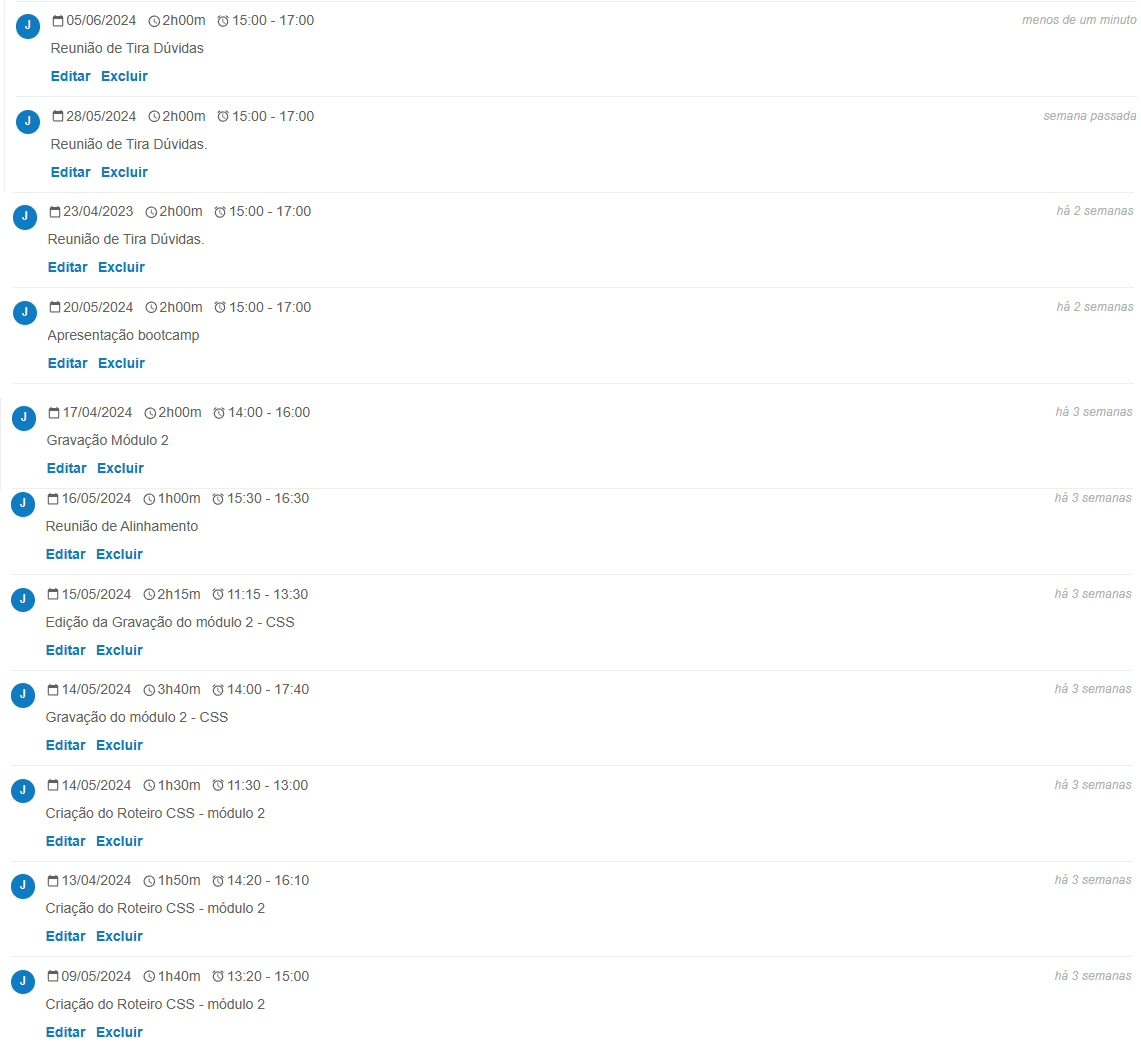 J 05/06/2024 2h00m 15:00 - 17:00 menos de um minuto
Reunião de Tira Dúvidas
Editar Excluir
J 28/05/2024 2h00m 15:00 - 17:00 semana passada
Reunião de Tira Dúvidas.
Editar Excluir
J 23/04/2023 2h00m 15:00 - 17:00 há 2 semanas
Reunião de Tira Dúvidas.
Editar Excluir
J 20/05/2024 2h00m 15:00 - 17:00 há 2 semanas
Apresentação bootcamp
Editar Excluir
J 17/04/2024 2h00m 14:00 - 16:00 há 3 semanas
Gravação Módulo 2
Editar Excluir
J 16/05/2024 1h00m 15:30 - 16:30 há 3 semanas
Reunião de Alinhamento
Editar Excluir
J 15/05/2024 2h15m 11:15 - 13:30 há 3 semanas
Edição da Gravação do módulo 2 - CSS
Editar Excluir
J 14/05/2024 3h40m 14:00 - 17:40 há 3 semanas
Gravação do módulo 2 - CSS
Editar Excluir
J 14/05/2024 1h30m 11:30 - 13:00 há 3 semanas
Criação do Roteiro CSS - módulo 2
Editar Excluir
J 13/04/2024 1h50m 14:20 - 16:10 há 3 semanas
Criação do Roteiro CSS - módulo 2
Editar Excluir
J 09/05/2024 1h40m 13:20 - 15:00 há 3 semanas
Criação do Roteiro CSS - módulo 2
Editar Excluir